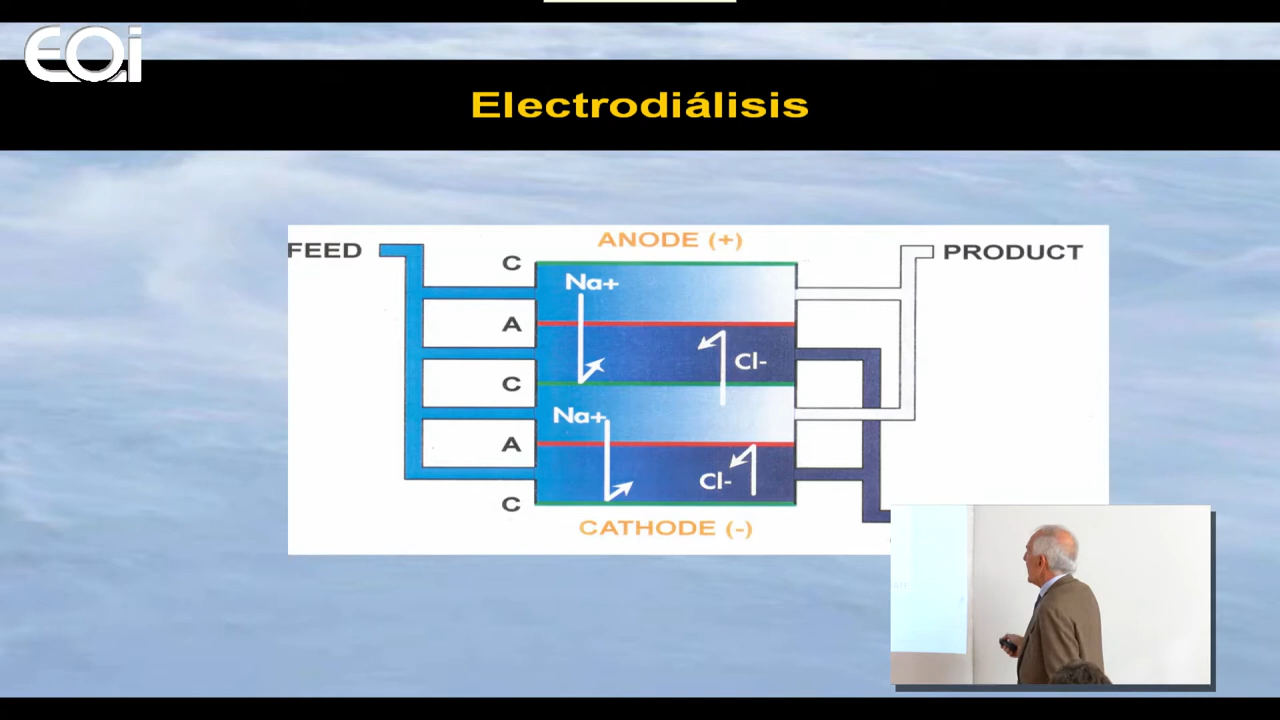 EOi
Electrodiálisis
ANODE (+)
FEED
PRODUCT
C
Na+
A
Cl-
C
Na+
A
Cl-
C
CATHODE (-)